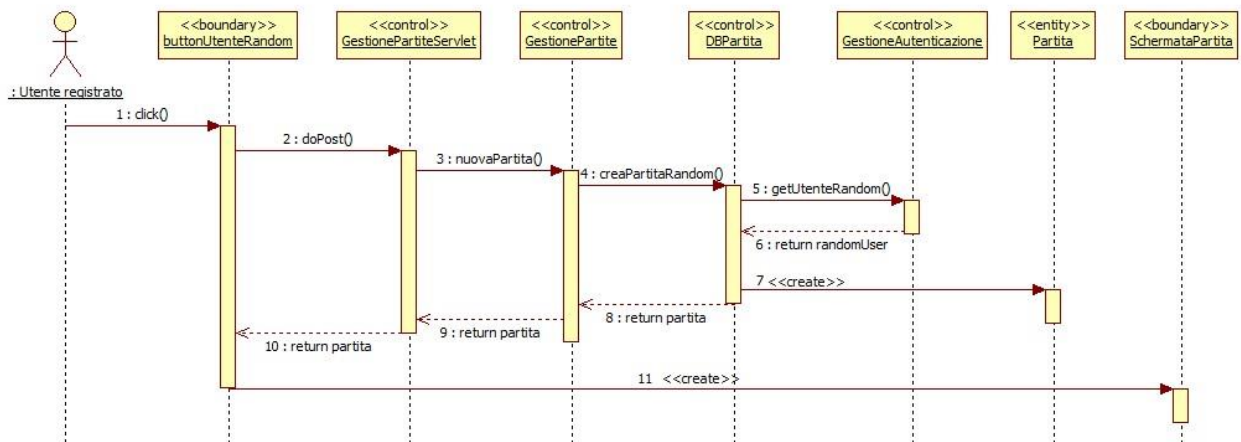 <<boundary>>
buttonUtenteRandom
<<control>>
GestionePartiteServlet
<<control>>
GestionePartite
<<control>>
DBPartita
<<control>>
GestioneAutenticazione
<<entity>>
Partita
<<boundary>>
SchermataPartita
: Utente registrato
1 : click()
2 : doPost()
3 : nuovaPartita()
4 : creaPartitaRandom()
5 : getUtenteRandom()
6 : return randomUser
7 <<create>>
8 : return partita
9 : return partita
10 : return partita
11 <<create>>